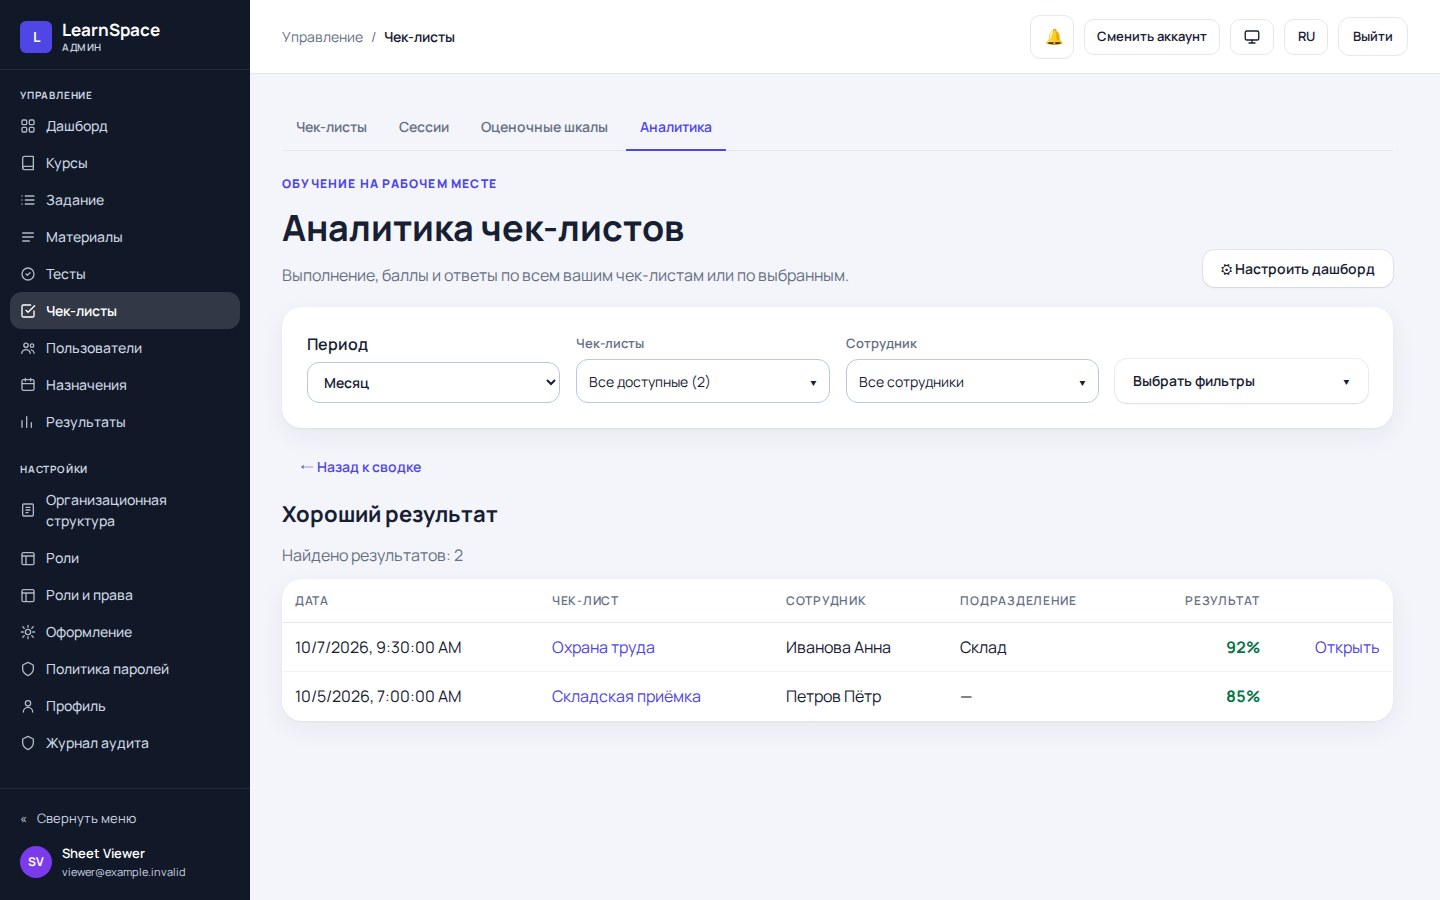 L
LearnSpace
АДМИН
УПРАВЛЕНИЕ
Дашборд
Курсы
Задание
Материалы
Тесты
Чек-листы
Пользователи
Назначения
Результаты
НАСТРОЙКИ
Организационная
структура
Роли
Роли и права
Оформление
Политика паролей
Профиль
Журнал аудита
« Свернуть меню
SV
Sheet Viewer
viewer@example.invalid
Управление / Чек-листы
Сменить аккаунт
RU
Выйти
Чек-листы Сессии Оценочные шкалы Аналитика
ОБУЧЕНИЕ НА РАБОЧЕМ МЕСТЕ
Аналитика чек-листов
Выполнение, баллы и ответы по всем вашим чек-листам или по выбранным.
Настроить дашборд
Период Чек-листы Сотрудник
Месяц Все доступные (2) Все сотрудники Выбрать фильтры
← Назад к сводке
Хороший результат
Найдено результатов: 2
ДАТА ЧЕК-ЛИСТ СОТРУДНИК ПОДРАЗДЕЛЕНИЕ РЕЗУЛЬТАТ
10/7/2026, 9:30:00 AM Охрана труда Иванова Анна Склад 92% Открыть
10/5/2026, 7:00:00 AM Складская приёмка Петров Пётр — 85%